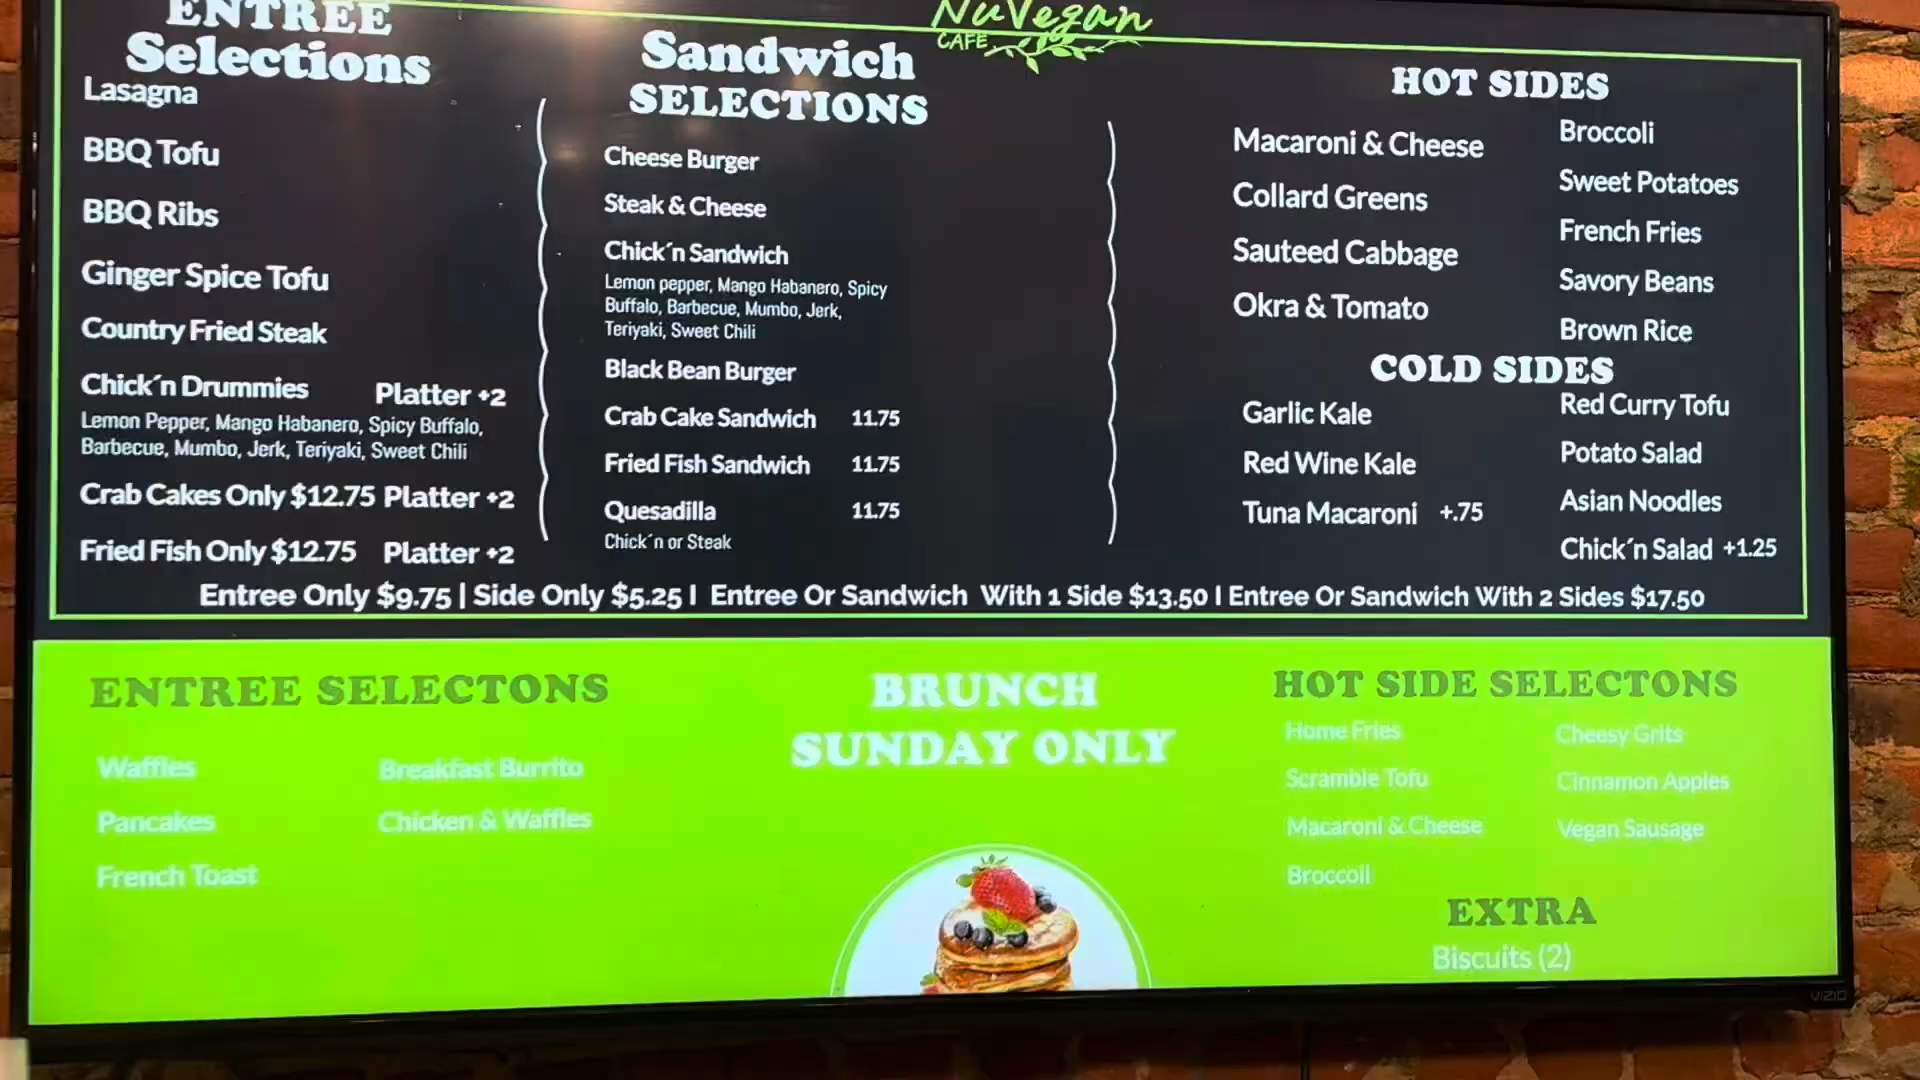 NuVegan
CAFE
ENTREE
Selections
Lasagna
BBQ Tofu
BBQ Ribs
Ginger Spice Tofu
Country Fried Steak
Chick´n Drummies Platter +2
Lemon Pepper, Mango Habanero, Spicy Buffalo,
Barbecue, Mumbo, Jerk, Teriyaki, Sweet Chili
Crab Cakes Only $12.75 Platter +2
Fried Fish Only $12.75 Platter +2
Sandwich
SELECTIONS
Cheese Burger
Steak & Cheese
Chick´n Sandwich
Lemon pepper, Mango Habanero, Spicy
Buffalo, Barbecue, Mumbo, Jerk,
Teriyaki, Sweet Chili
Black Bean Burger
Crab Cake Sandwich 11.75
Fried Fish Sandwich 11.75
Quesadilla 11.75
Chick´n or Steak
HOT SIDES
Macaroni & Cheese
Collard Greens
Sauteed Cabbage
Okra & Tomato
Broccoli
Sweet Potatoes
French Fries
Savory Beans
Brown Rice
COLD SIDES
Garlic Kale
Red Wine Kale
Tuna Macaroni +.75
Red Curry Tofu
Potato Salad
Asian Noodles
Chick´n Salad +1.25
Entree Only $9.75 | Side Only $5.25 I Entree Or Sandwich With 1 Side $13.50 I Entree Or Sandwich With 2 Sides $17.50
ENTREE SELECTONS
Waffles
Pancakes
French Toast
Breakfast Burrito
Chicken & Waffles
BRUNCH
SUNDAY ONLY
HOT SIDE SELECTONS
Home Fries
Scramble Tofu
Macaroni & Cheese
Broccoli
Cheesy Grits
Cinnamon Apples
Vegan Sausage
EXTRA
Biscuits (2)
VIZIO